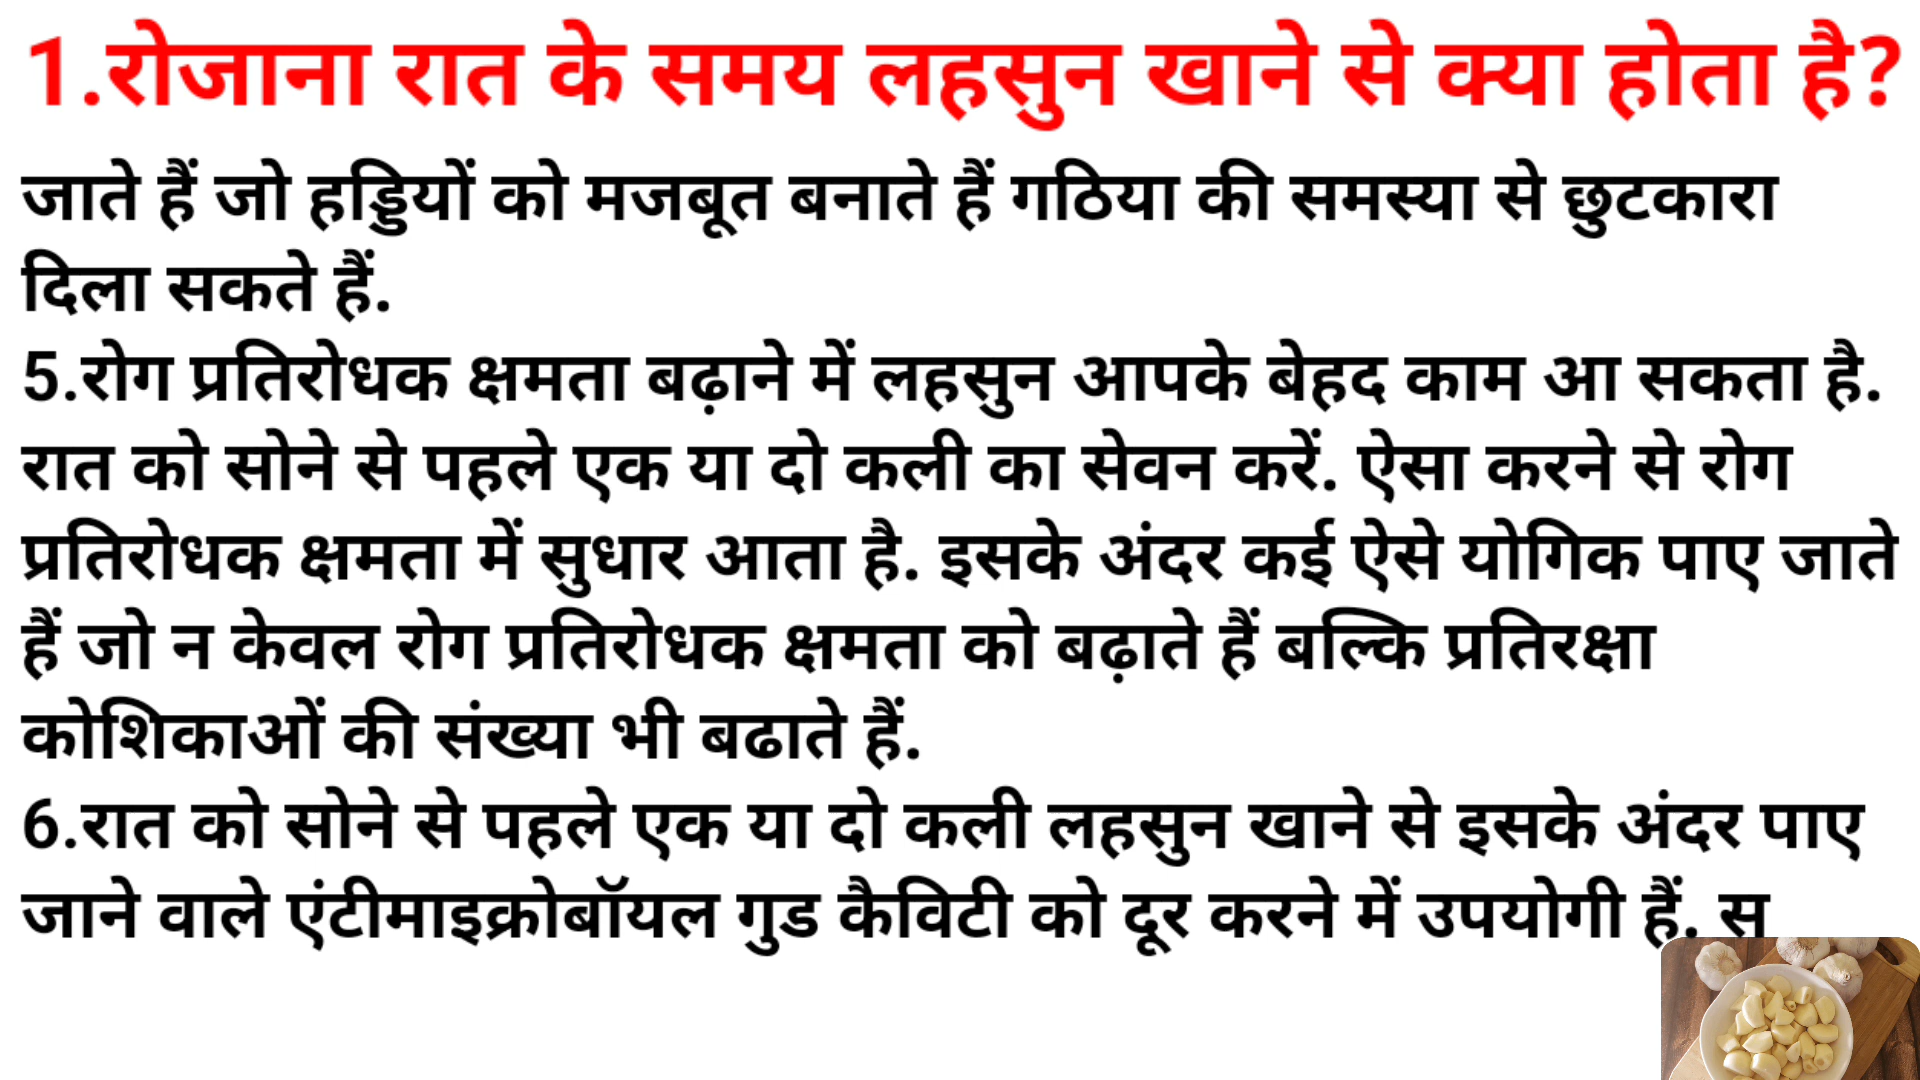 1.रोजाना रात के समय लहसुन खाने से क्या होता है?
जाते हैं जो हड्डियों को मजबूत बनाते हैं गठिया की समस्या से छुटकारा
दिला सकते हैं.
5.रोग प्रतिरोधक क्षमता बढ़ाने में लहसुन आपके बेहद काम आ सकता है.
रात को सोने से पहले एक या दो कली का सेवन करें. ऐसा करने से रोग
प्रतिरोधक क्षमता में सुधार आता है. इसके अंदर कई ऐसे योगिक पाए जाते
हैं जो न केवल रोग प्रतिरोधक क्षमता को बढ़ाते हैं बल्कि प्रतिरक्षा
कोशिकाओं की संख्या भी बढाते हैं.
6.रात को सोने से पहले एक या दो कली लहसुन खाने से इसके अंदर पाए
जाने वाले एंटीमाइक्रोबॉयल गुड कैविटी को दूर करने में उपयोगी हैं. स